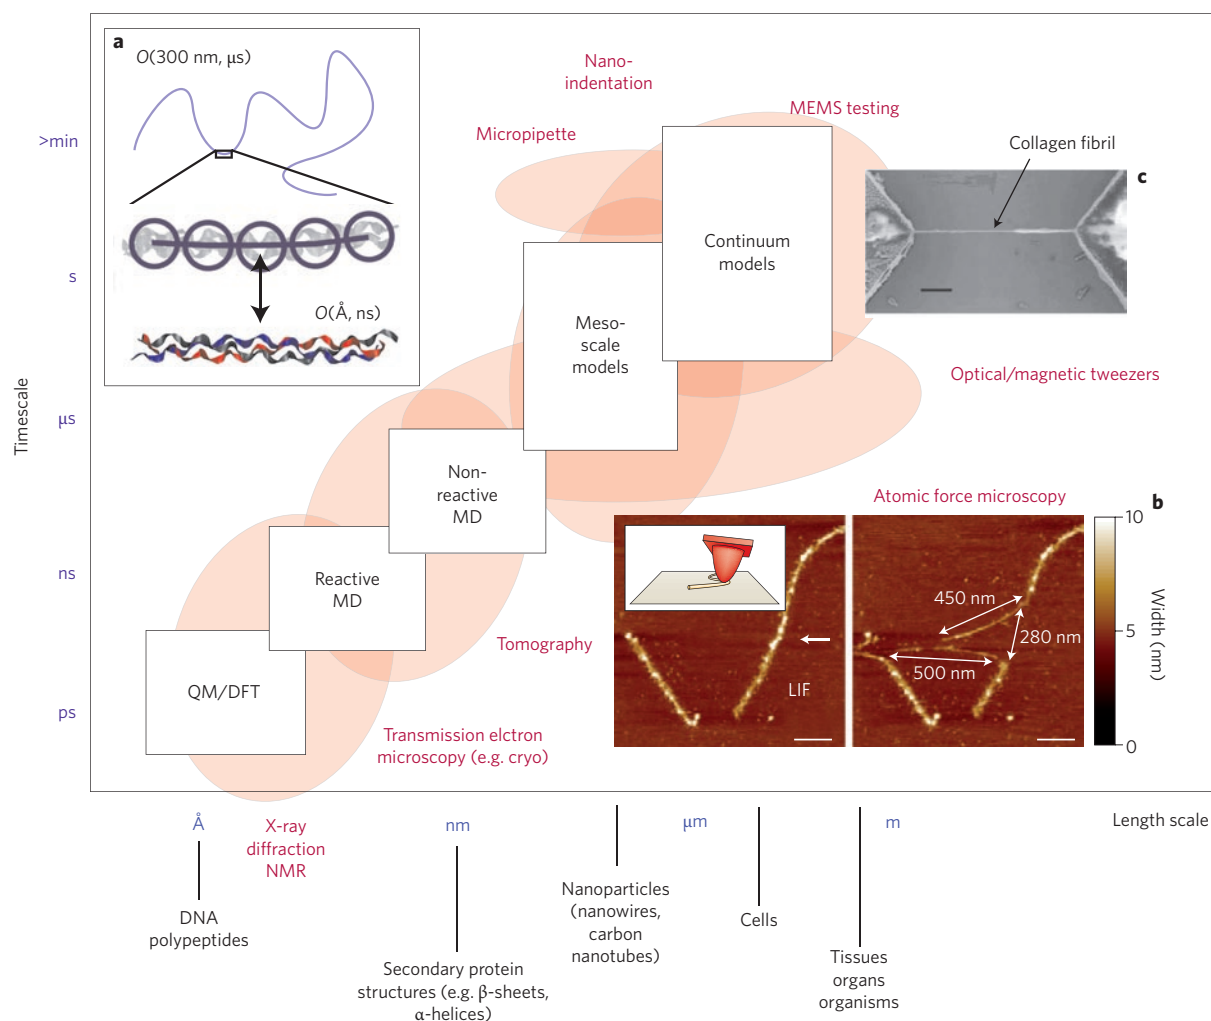 a
O(300 nm, μs)
O(Å, ns)
Nano-
indentation
MEMS testing
Micropipette
Collagen fibril
c
Continuum
models
Meso-
scale
models
Optical/magnetic tweezers
Non-
reactive
MD
Reactive
MD
QM/DFT
Tomography
Transmission elctron
microscopy (e.g. cryo)
Atomic force microscopy
b
450 nm
280 nm
500 nm
LIF
10
5
0
Width (nm)
Timescale
>min
s
μs
ns
ps
Å
X-ray
diffraction
NMR
nm
μm
m
Length scale
DNA
polypeptides
Secondary protein
structures (e.g. β-sheets,
α-helices)
Nanoparticles
(nanowires,
carbon
nanotubes)
Cells
Tissues
organs
organisms